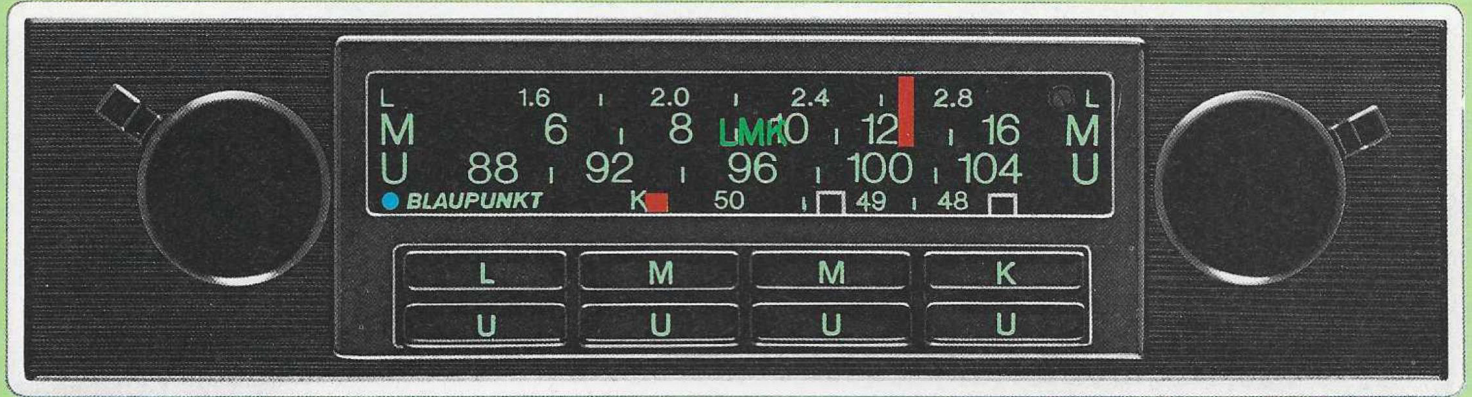 L 1.6 2.0 2.4 2.8 L
M 6 8 LMK 10 12 16 M
U 88 92 96 100 104 U
BLAUPUNKT K 50 49 48
L M M K
U U U U